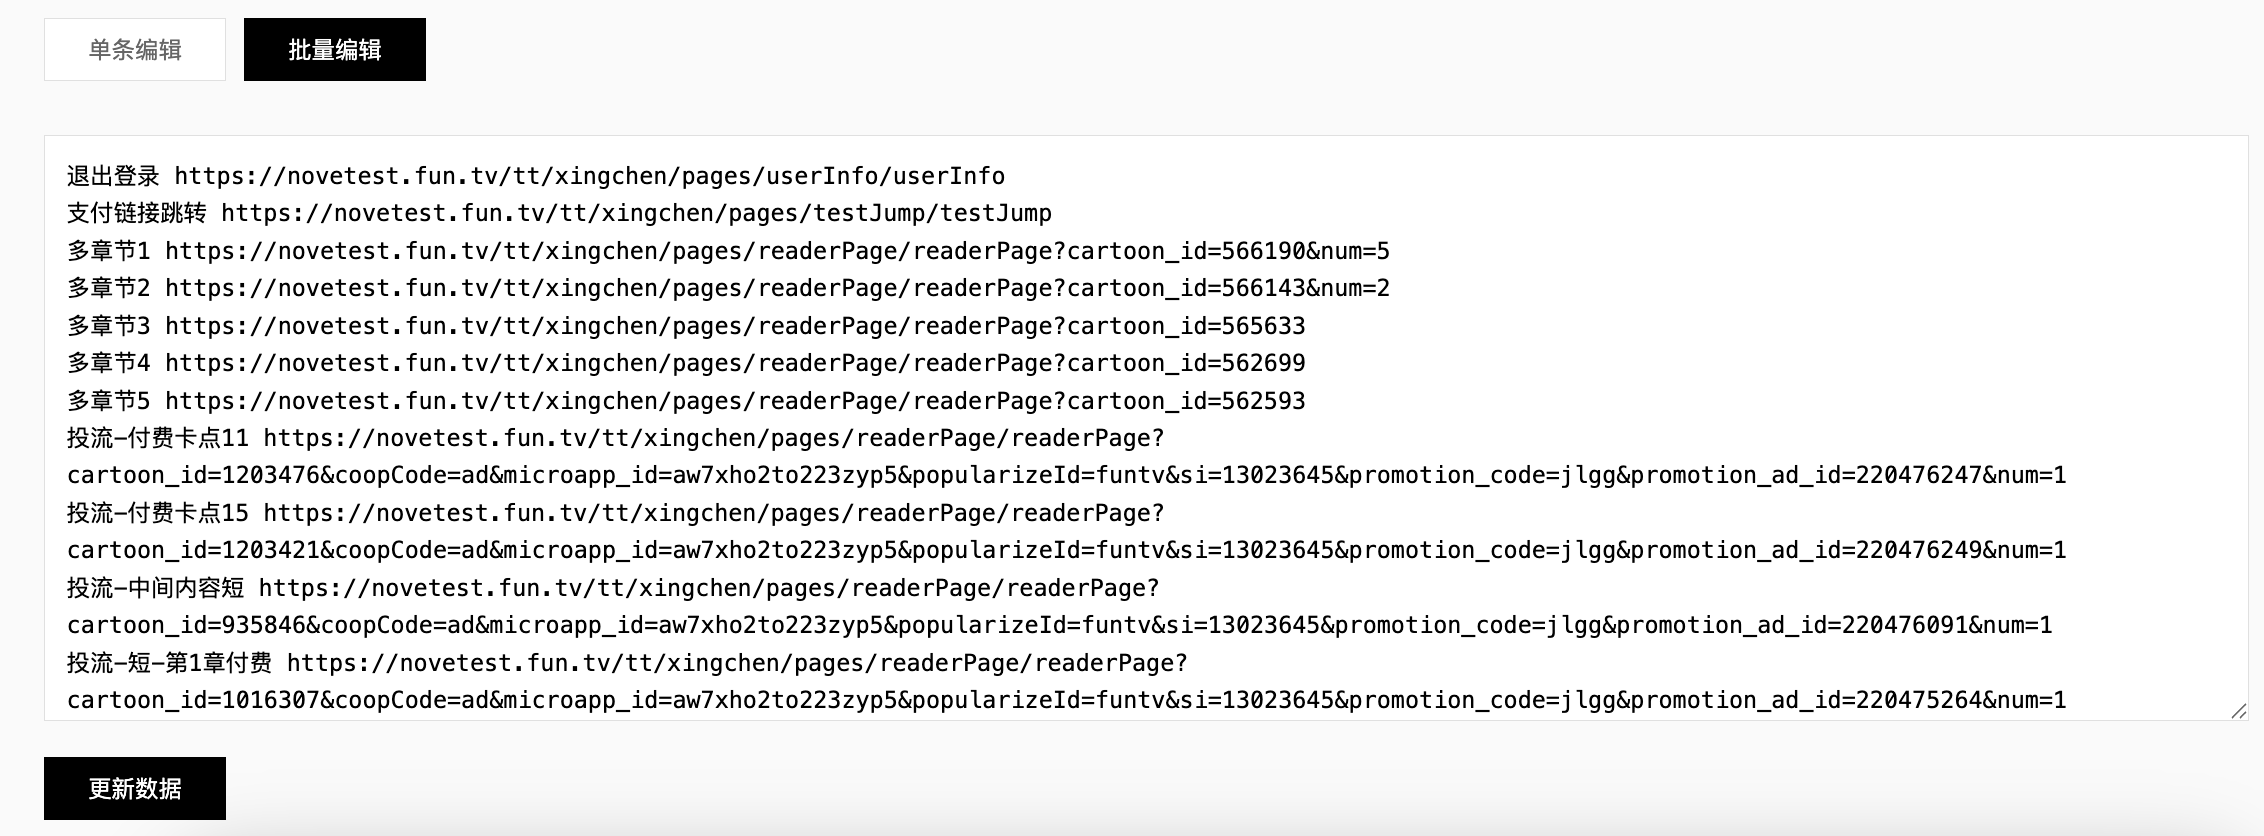 单条编辑 批量编辑
退出登录 https://novetest.fun.tv/tt/xingchen/pages/userInfo/userInfo
支付链接跳转 https://novetest.fun.tv/tt/xingchen/pages/testJump/testJump
多章节1 https://novetest.fun.tv/tt/xingchen/pages/readerPage/readerPage?cartoon_id=566190&num=5
多章节2 https://novetest.fun.tv/tt/xingchen/pages/readerPage/readerPage?cartoon_id=566143&num=2
多章节3 https://novetest.fun.tv/tt/xingchen/pages/readerPage/readerPage?cartoon_id=565633
多章节4 https://novetest.fun.tv/tt/xingchen/pages/readerPage/readerPage?cartoon_id=562699
多章节5 https://novetest.fun.tv/tt/xingchen/pages/readerPage/readerPage?cartoon_id=562593
投流-付费卡点11 https://novetest.fun.tv/tt/xingchen/pages/readerPage/readerPage?
cartoon_id=1203476&coopCode=ad&microapp_id=aw7xho2to223zyp5&popularizeId=funtv&si=13023645&promotion_code=jlgg&promotion_ad_id=220476247&num=1
投流-付费卡点15 https://novetest.fun.tv/tt/xingchen/pages/readerPage/readerPage?
cartoon_id=1203421&coopCode=ad&microapp_id=aw7xho2to223zyp5&popularizeId=funtv&si=13023645&promotion_code=jlgg&promotion_ad_id=220476249&num=1
投流-中间内容短 https://novetest.fun.tv/tt/xingchen/pages/readerPage/readerPage?
cartoon_id=935846&coopCode=ad&microapp_id=aw7xho2to223zyp5&popularizeId=funtv&si=13023645&promotion_code=jlgg&promotion_ad_id=220476091&num=1
投流-短-第1章付费 https://novetest.fun.tv/tt/xingchen/pages/readerPage/readerPage?
cartoon_id=1016307&coopCode=ad&microapp_id=aw7xho2to223zyp5&popularizeId=funtv&si=13023645&promotion_code=jlgg&promotion_ad_id=220475264&num=1
更新数据